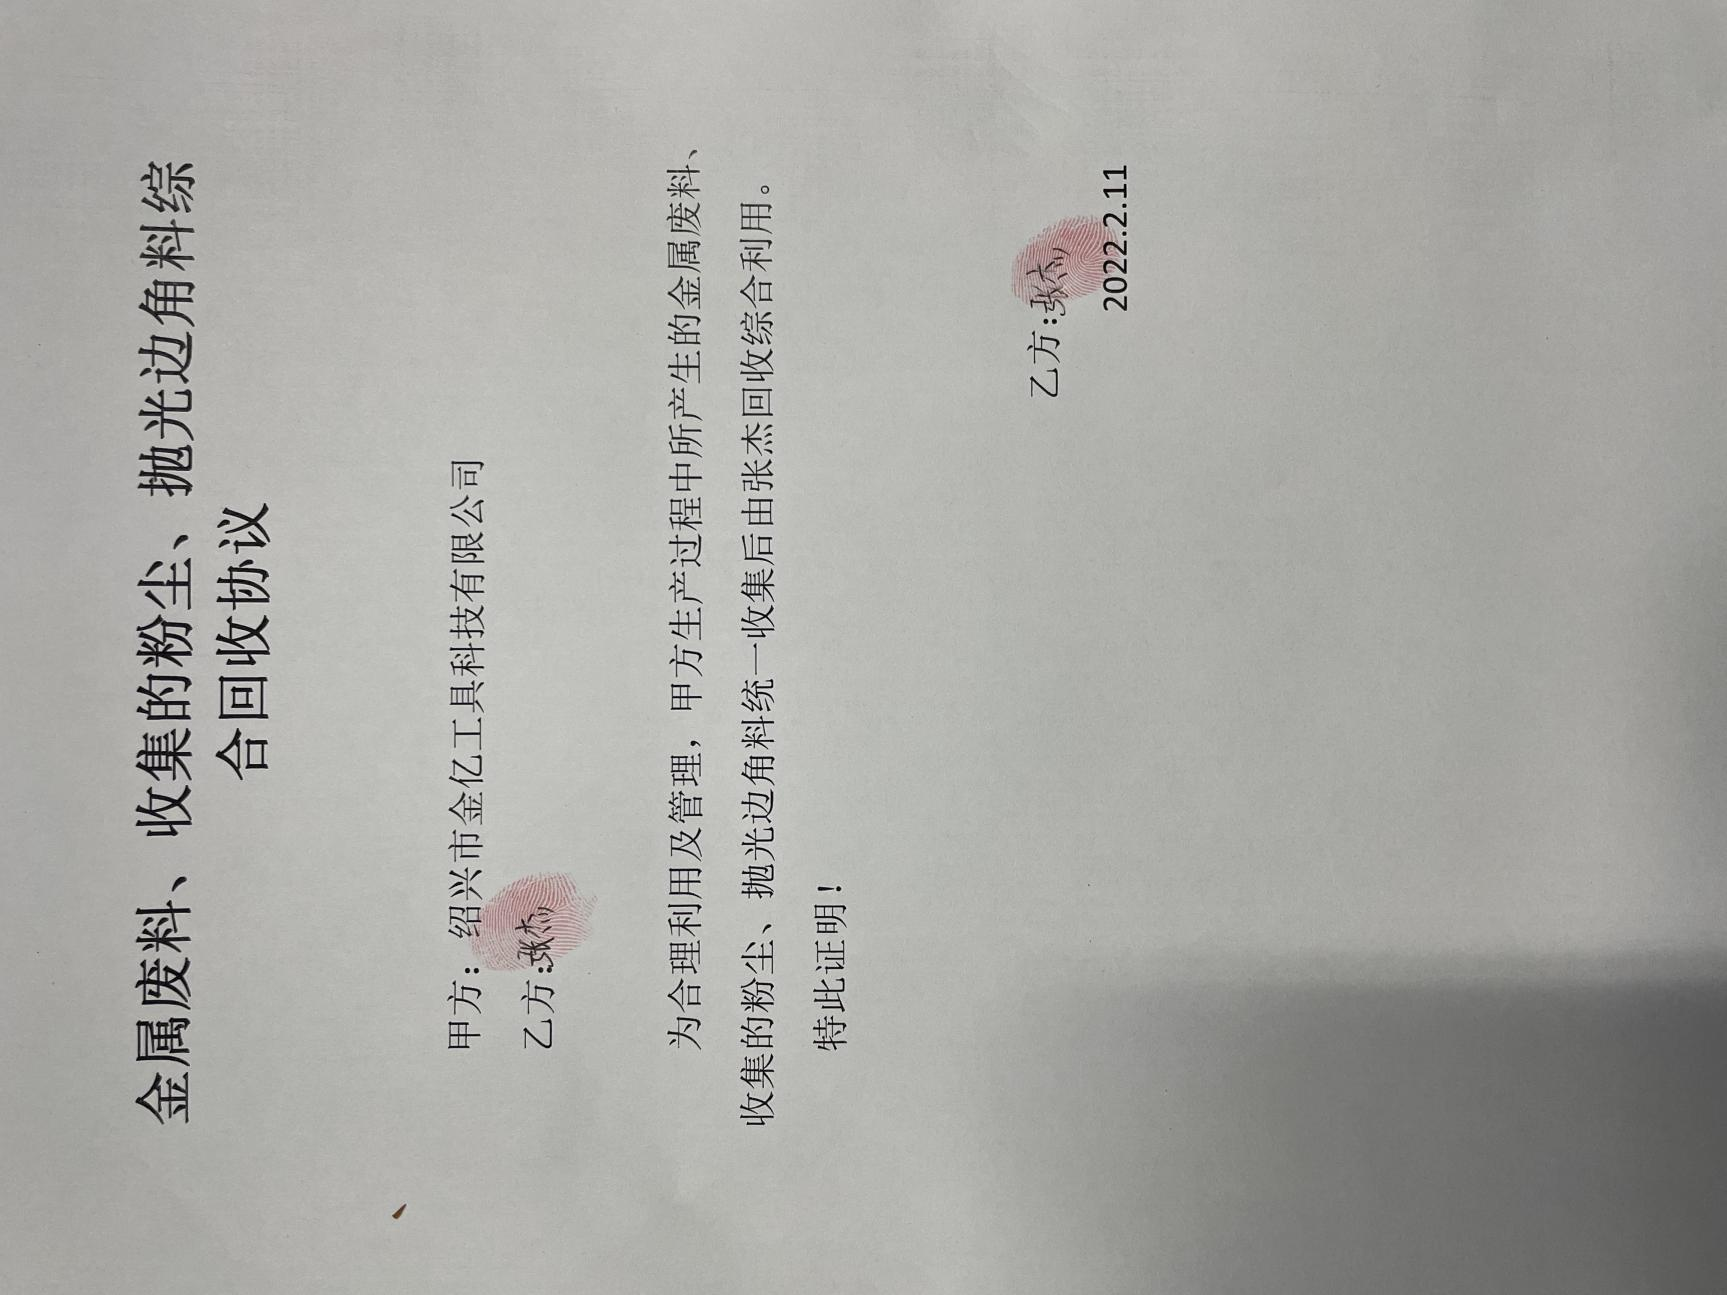 金属废料、收集的粉尘、抛光边角料综
合回收协议
甲方：绍兴市金亿工具科技有限公司
乙方：张杰
为合理利用及管理，甲方生产过程中所产生的金属废料、
收集的粉尘、抛光边角料统一收集后由张杰回收综合利用。
特此证明！
乙方：张杰
2022.2.11